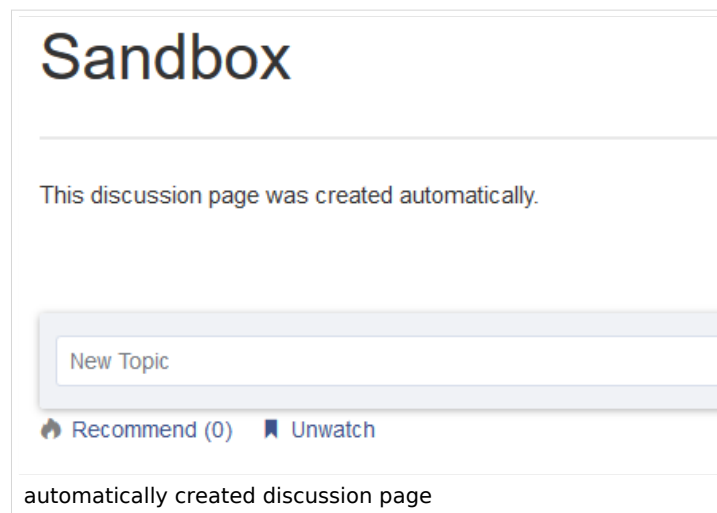 Sandbox
This discussion page was created automatically.
New Topic
Recommend (0) Unwatch
automatically created discussion page